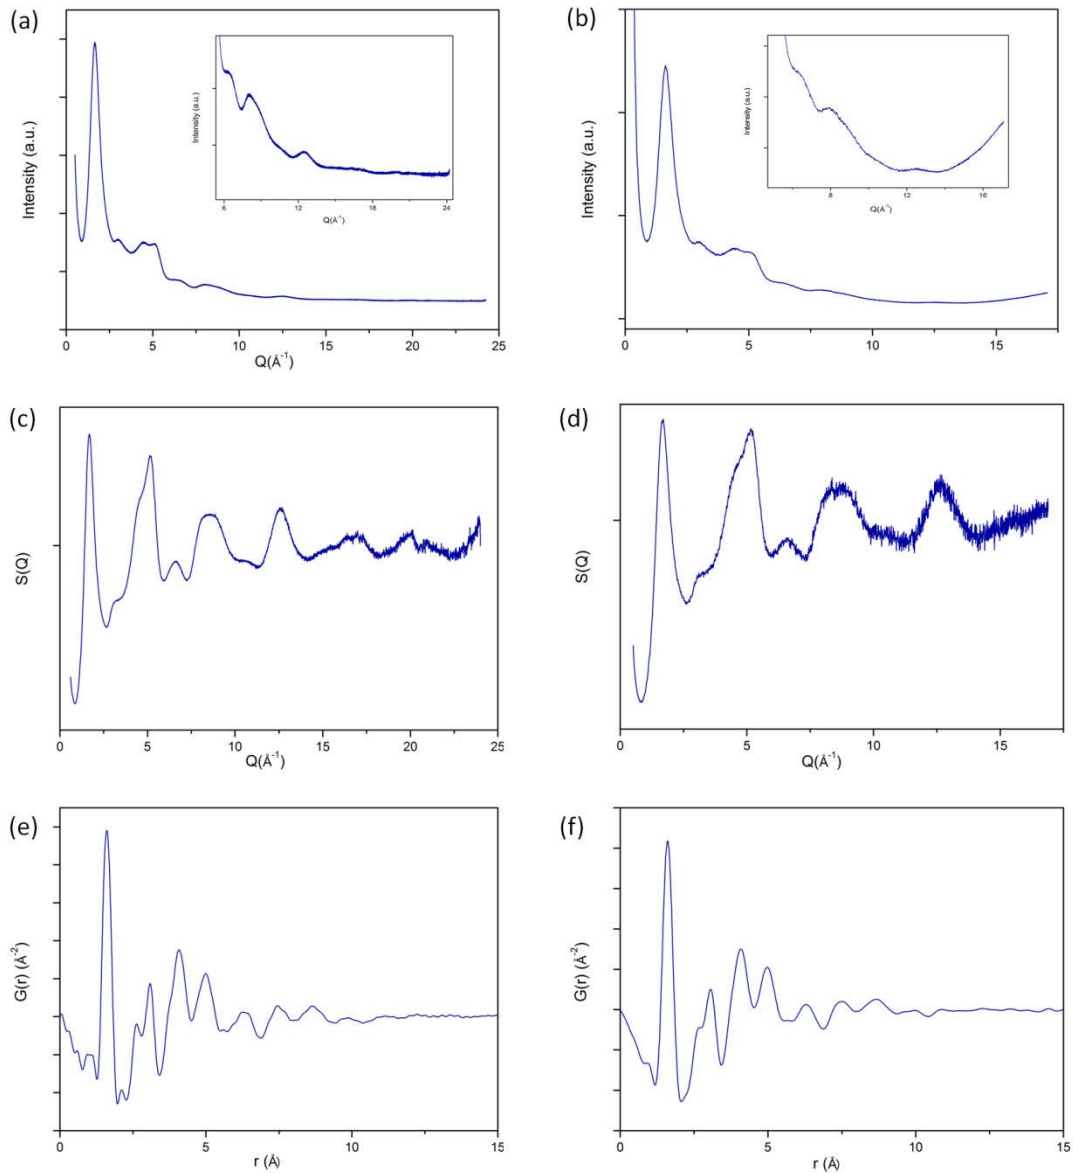 (a)
Intensity (a.u.)
Intensity (a.u.)
6 12 18 24
Q(Å-1)
0 5 10 15 20 25
Q(Å-1)
(b)
Intensity (a.u.)
Intensity (a.u.)
8 12 16
Q(Å-1)
0 5 10 15
Q(Å-1)
(c)
S(Q)
0 5 10 15 20 25
Q(Å-1)
(d)
S(Q)
0 5 10 15
Q(Å-1)
(e)
G(r) (Å-2)
0 5 10 15
r (Å)
(f)
G(r) (Å-2)
0 5 10 15
r (Å)